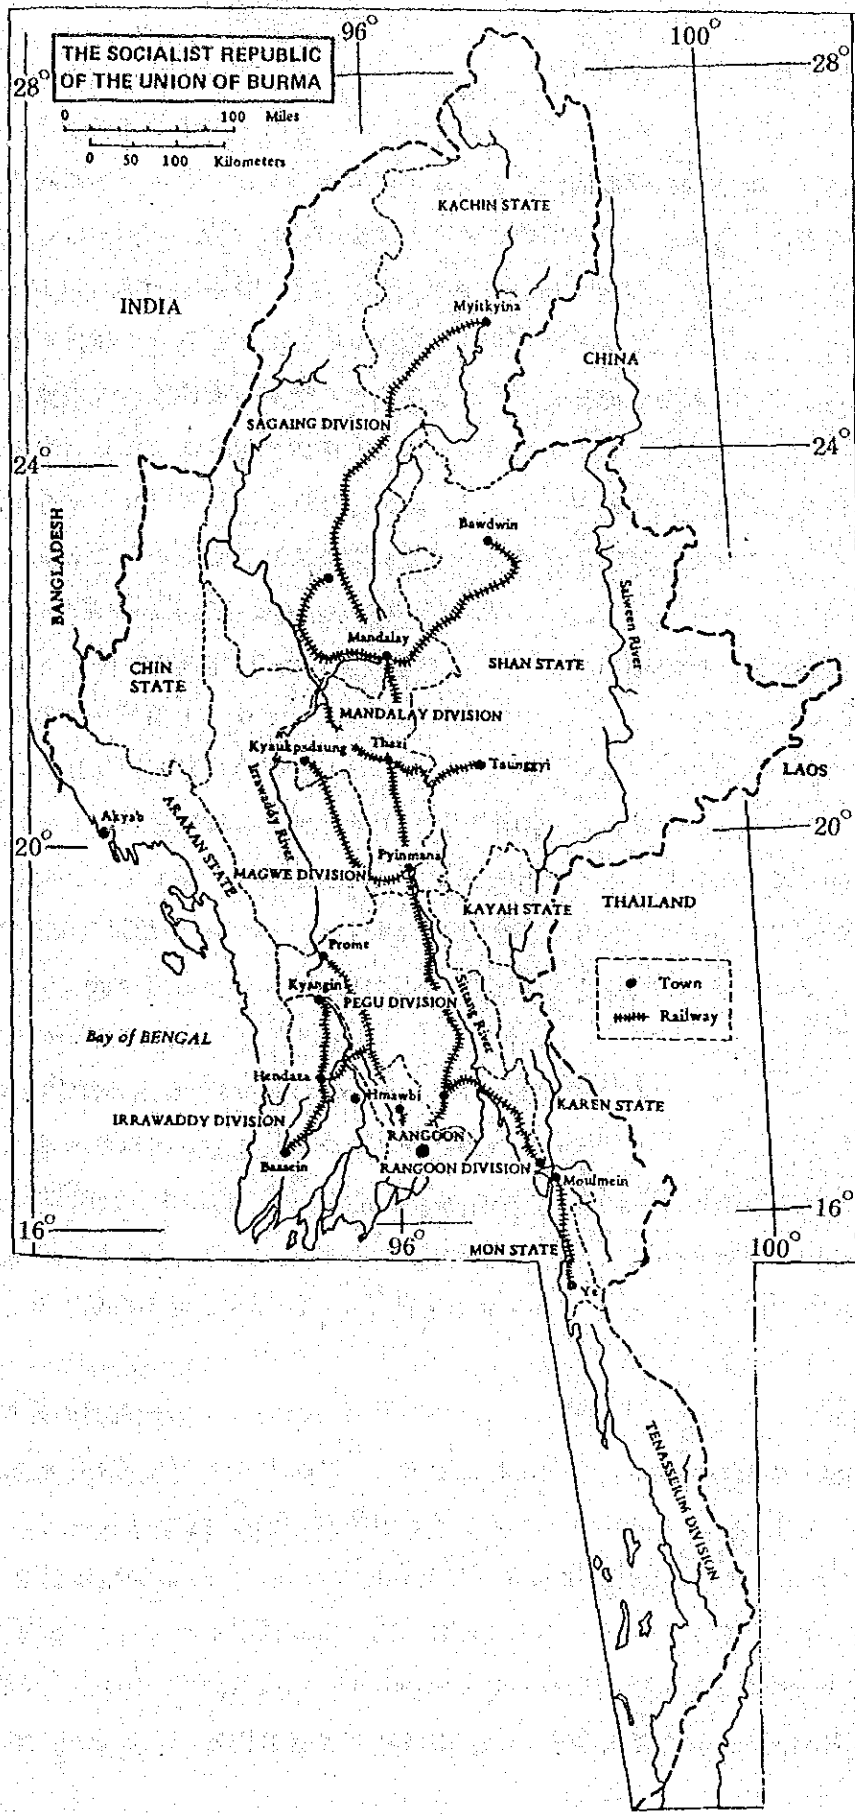 96°
100°
THE SOCIALIST REPUBLIC
OF THE UNION OF BURMA
28°
28°
0 100 Miles
0 50 100 Kilometers
KACHIN STATE
INDIA
Myitkyina
CHINA
SAGAING DIVISION
24°
24°
BANGLADESH
Bawdwin
Salween River
Mandalay
CHIN
STATE
SHAN STATE
MANDALAY DIVISION
Kyaukpadaung
Thazi
Taunggyi
LAOS
Irrawaddy River
ARAKAN STATE
Akyab
20°
20°
Pyinmana
MAGWE DIVISION
KAYAH STATE
THAILAND
Prome
Town
Kyangin
PEGU DIVISION
Sittang River
Railway
Bay of BENGAL
Hendata
Hmawbi
KAREN STATE
IRRAWADDY DIVISION
RANGOON
Bassein
RANGOON DIVISION
Moulmein
16°
16°
96°
MON STATE
100°
Ye
TENASSERIM DIVISION